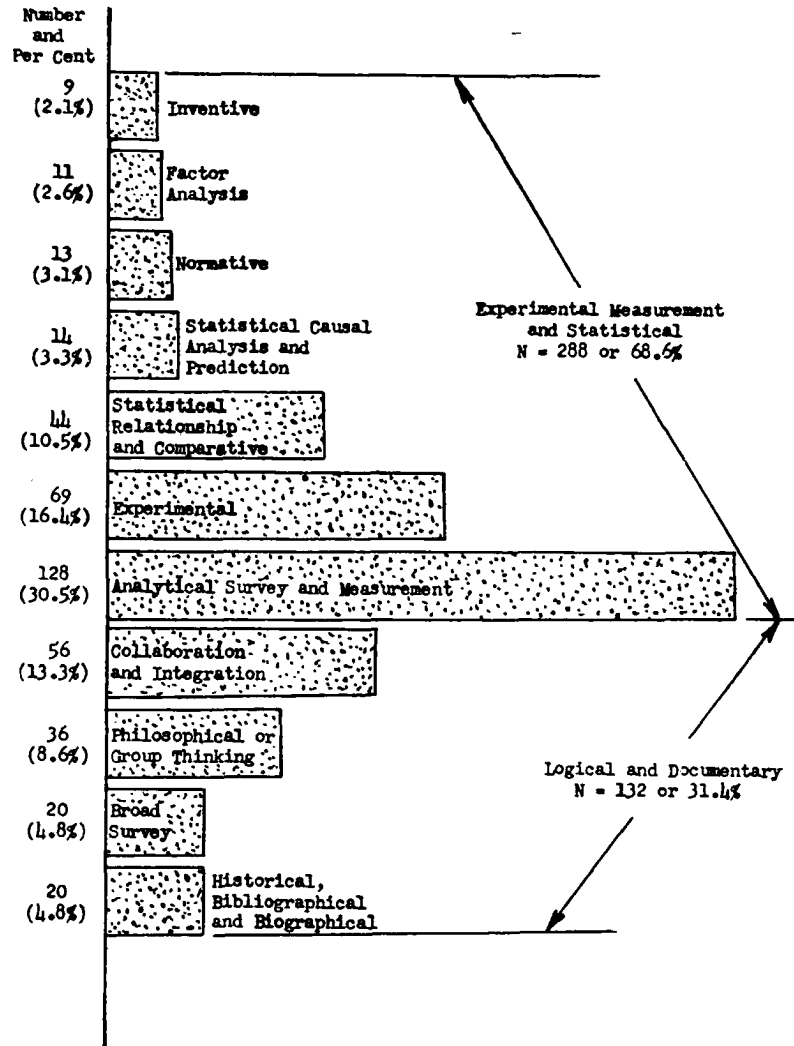 Number
and
Per Cent
9
(2.1%)
Inventive
11
(2.6%)
Factor
Analysis
13
(3.1%)
Normative
14
(3.3%)
Statistical Causal
Analysis and
Prediction
44
(10.5%)
Statistical
Relationship
and Comparative
69
(16.4%)
Experimental
128
(30.5%)
Analytical Survey and Measurement
56
(13.3%)
Collaboration
and Integration
36
(8.6%)
Philosophical or
Group Thinking
20
(4.8%)
Broad
Survey
20
(4.8%)
Historical,
Bibliographical
and Biographical
Experimental Measurement
and Statistical
N = 288 or 68.6%
Logical and Documentary
N = 132 or 31.4%